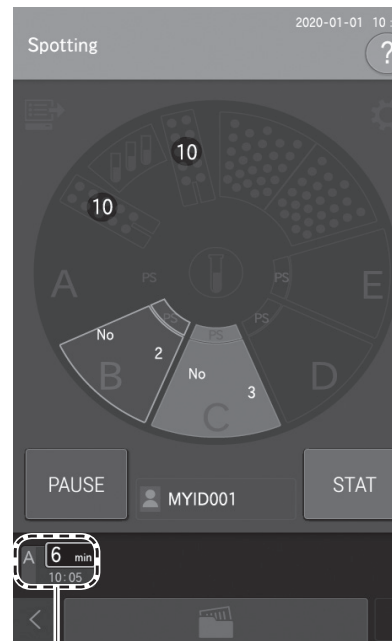 2020-01-01 10:
Spotting
?
10
10
A
PS
PS
E
PS
PS
PS
No
2
B
No
3
C
D
PAUSE
MYID001
STAT
A 6 min
10:05